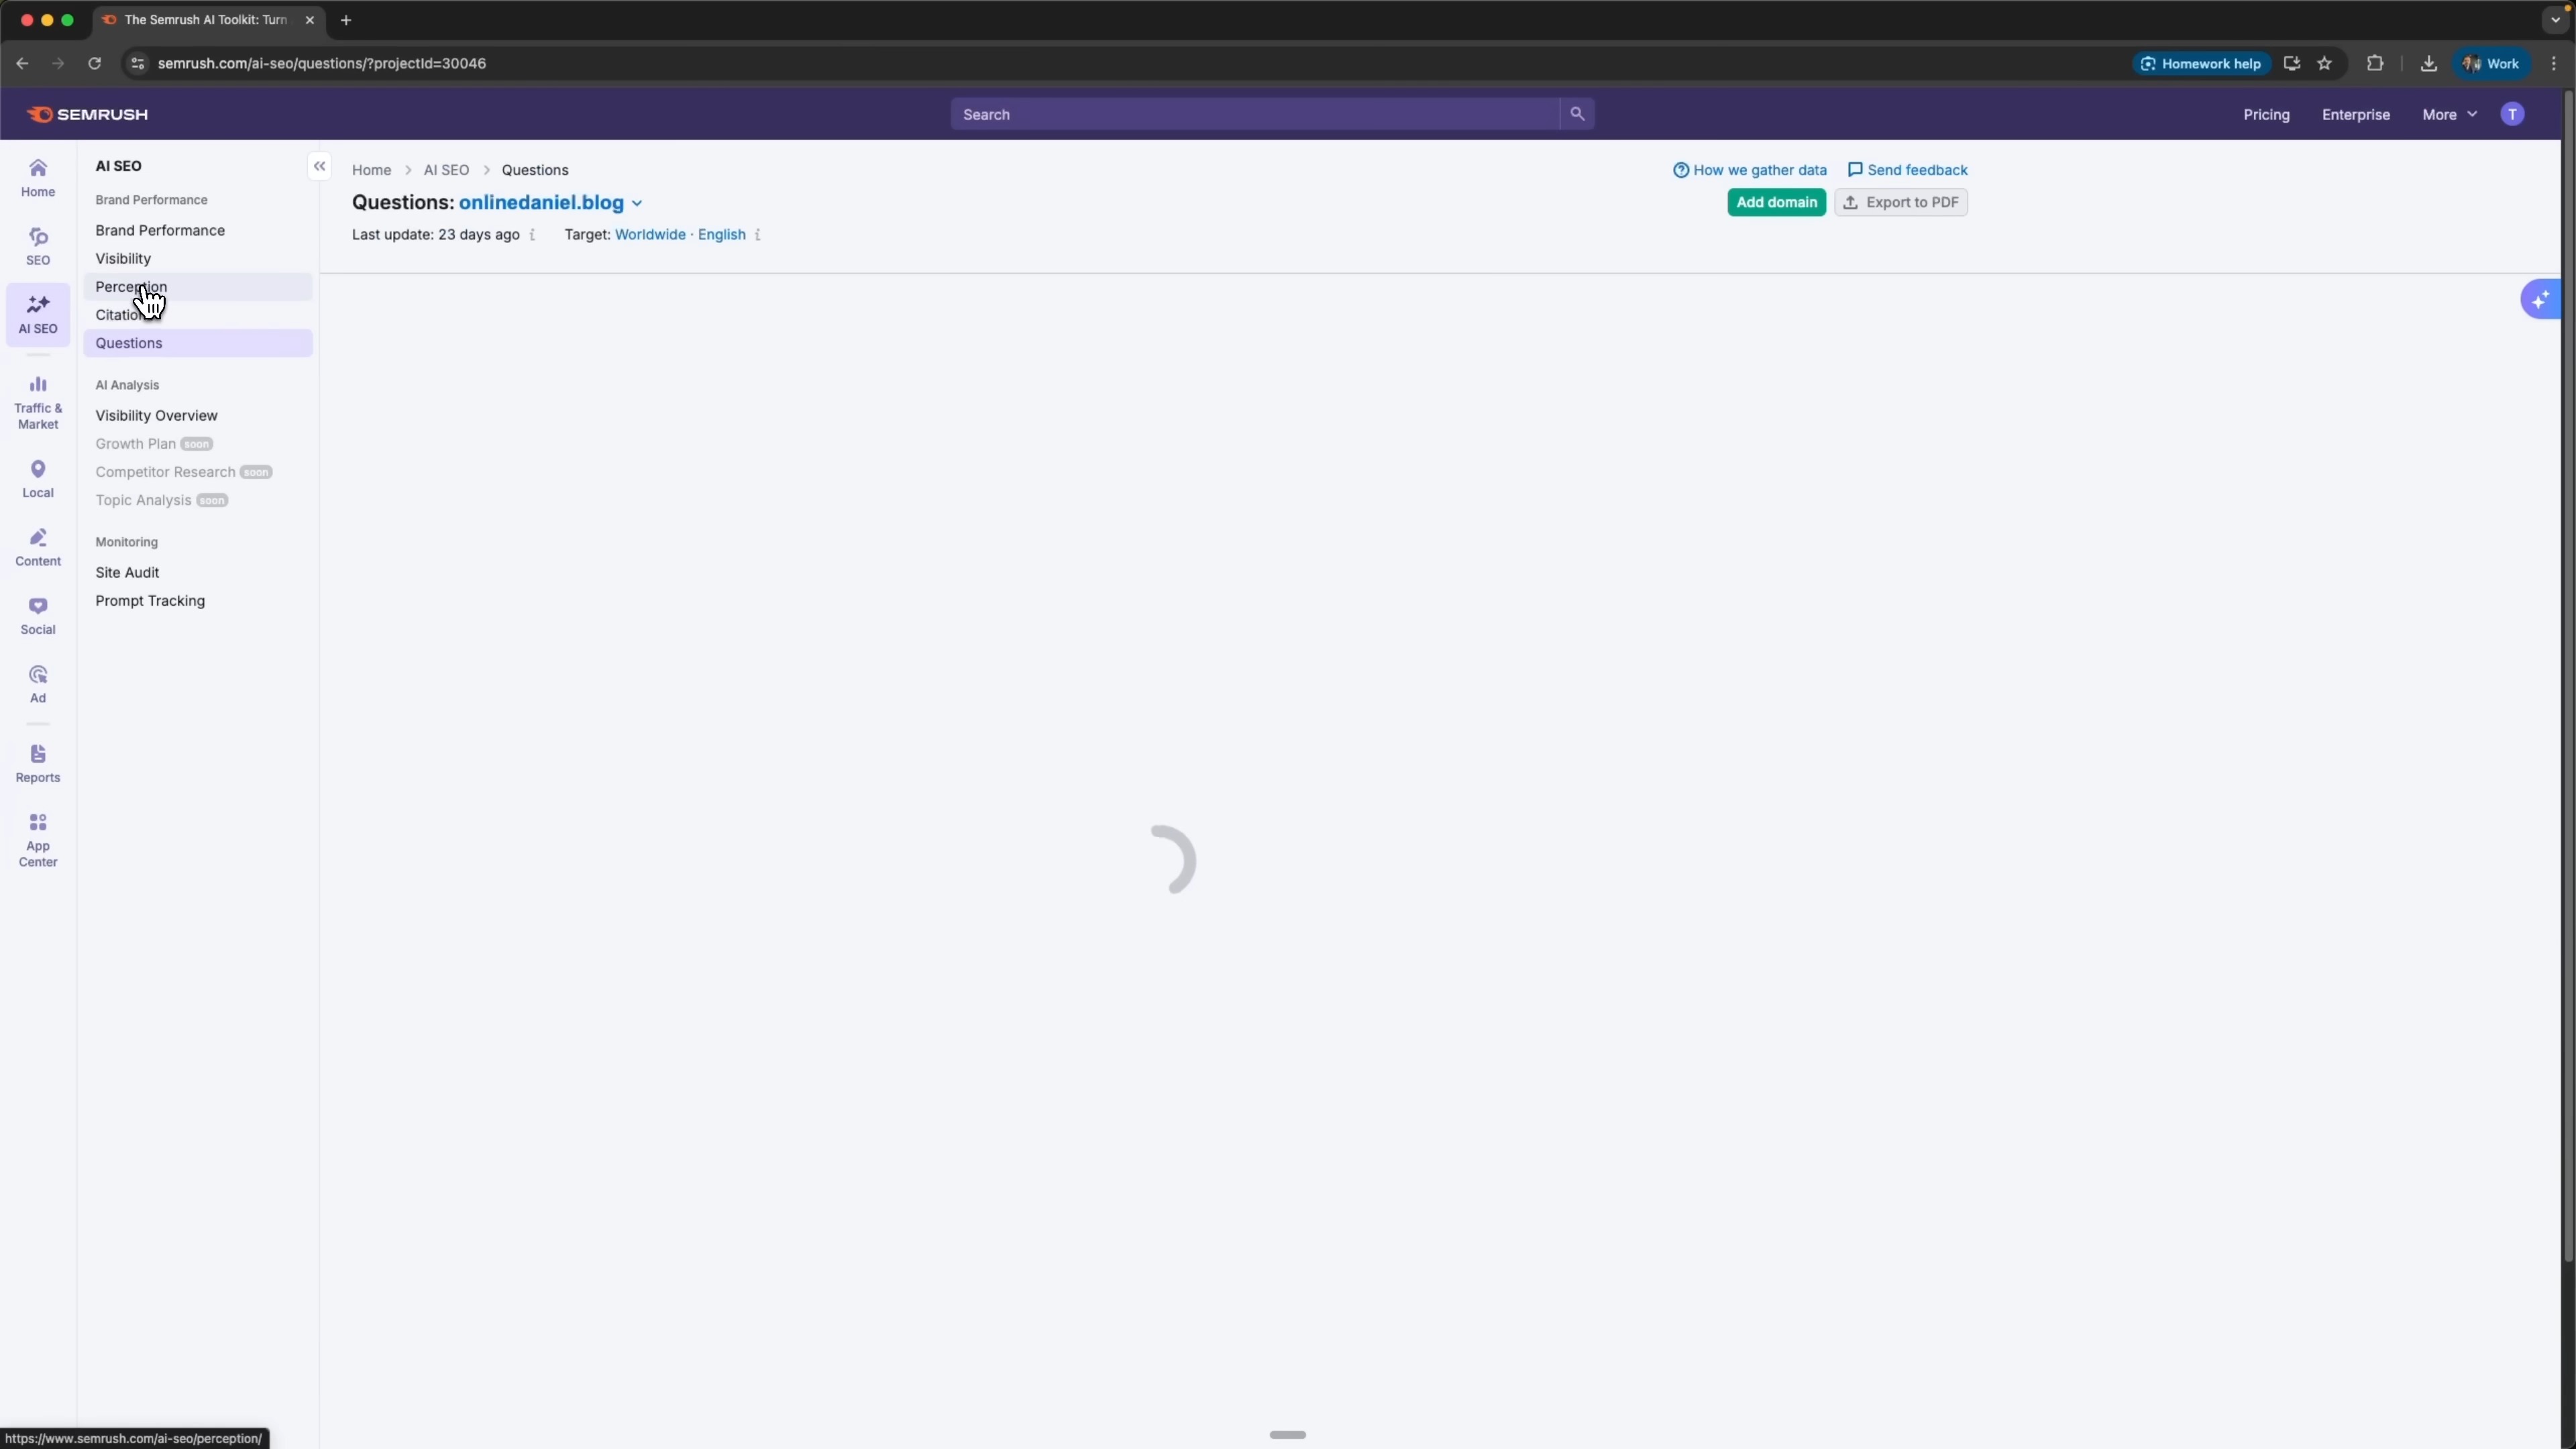 The Semrush AI Toolkit: Turn
semrush.com/ai-seo/questions/?projectId=30046
Homework help
Work
SEMRUSH
Search
Pricing
Enterprise
More
T
Home
SEO
AI SEO
Traffic &
Market
Local
Content
Social
Ad
Reports
App
Center
AI SEO
Brand Performance
Brand Performance
Visibility
Perception
Citation
Questions
AI Analysis
Visibility Overview
Growth Plan soon
Competitor Research soon
Topic Analysis soon
Monitoring
Site Audit
Prompt Tracking
Home > AI SEO > Questions
How we gather data
Send feedback
Questions: onlinedaniel.blog
Add domain
Export to PDF
Last update: 23 days ago
Target: Worldwide · English
https://www.semrush.com/ai-seo/perception/